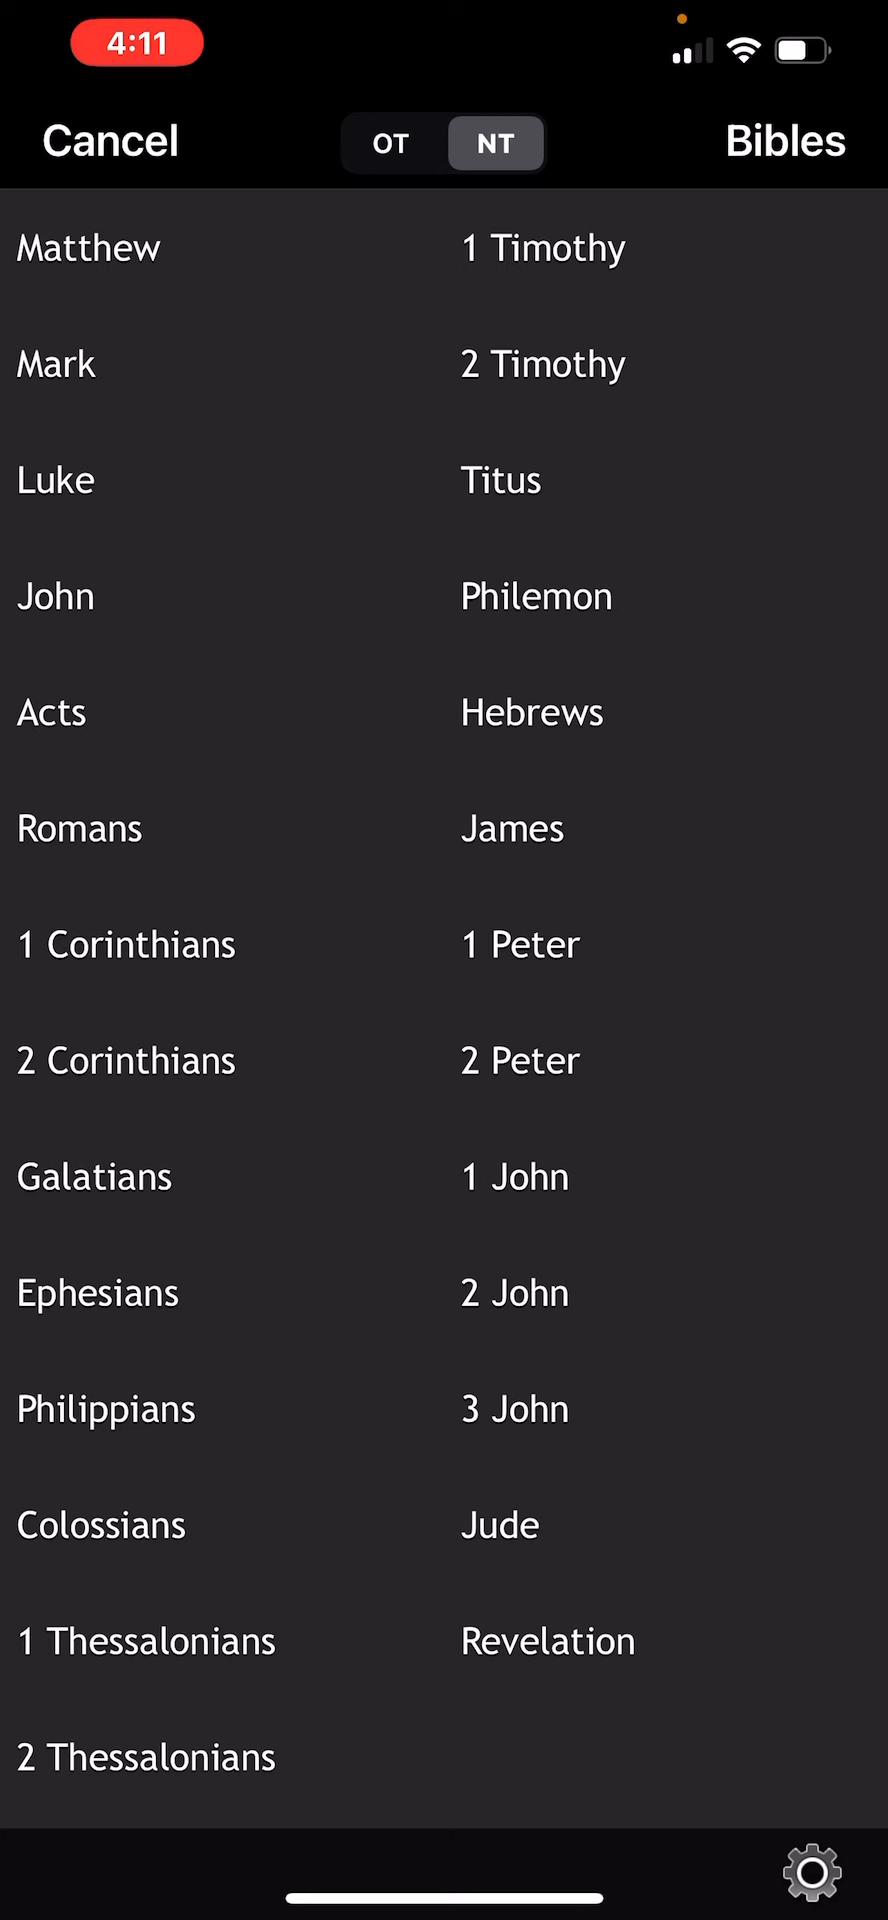 4:11
Cancel OT NT Bibles
Matthew 1 Timothy
Mark 2 Timothy
Luke Titus
John Philemon
Acts Hebrews
Romans James
1 Corinthians 1 Peter
2 Corinthians 2 Peter
Galatians 1 John
Ephesians 2 John
Philippians 3 John
Colossians Jude
1 Thessalonians Revelation
2 Thessalonians